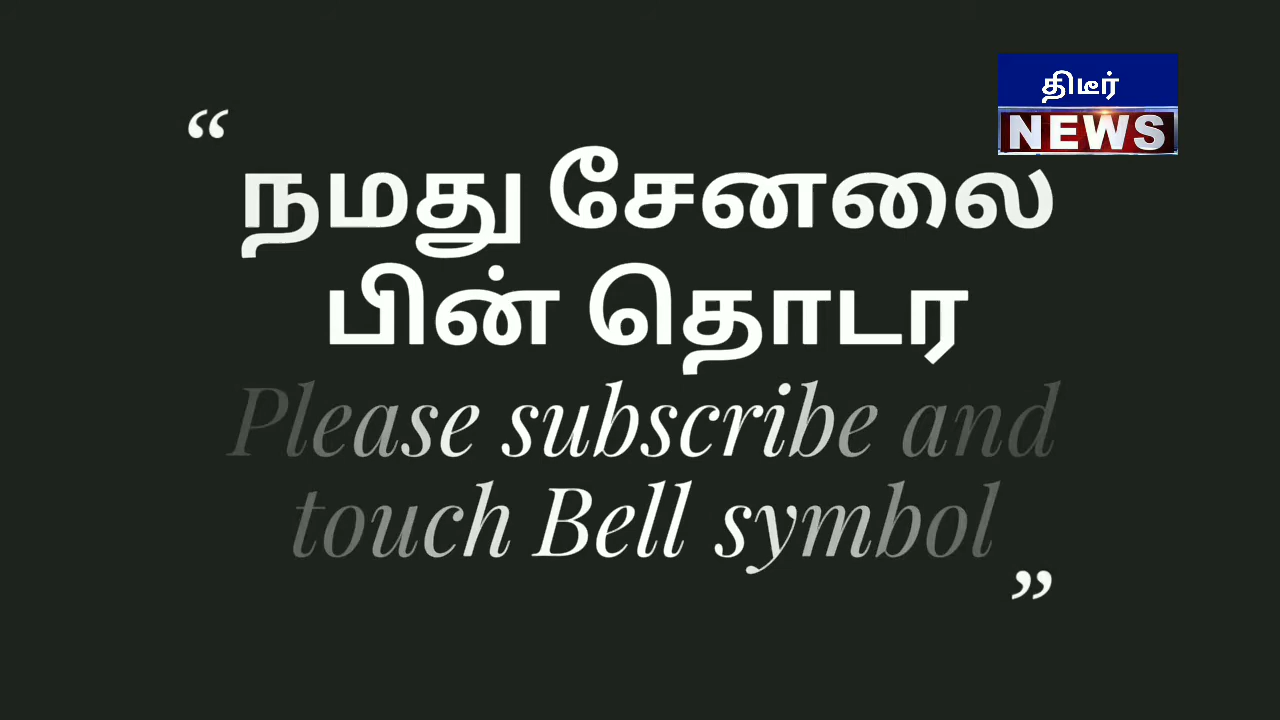 திடீர்
NEWS
“
நமது சேனலை
பின் தொடர
Please subscribe and
touch Bell symbol
”